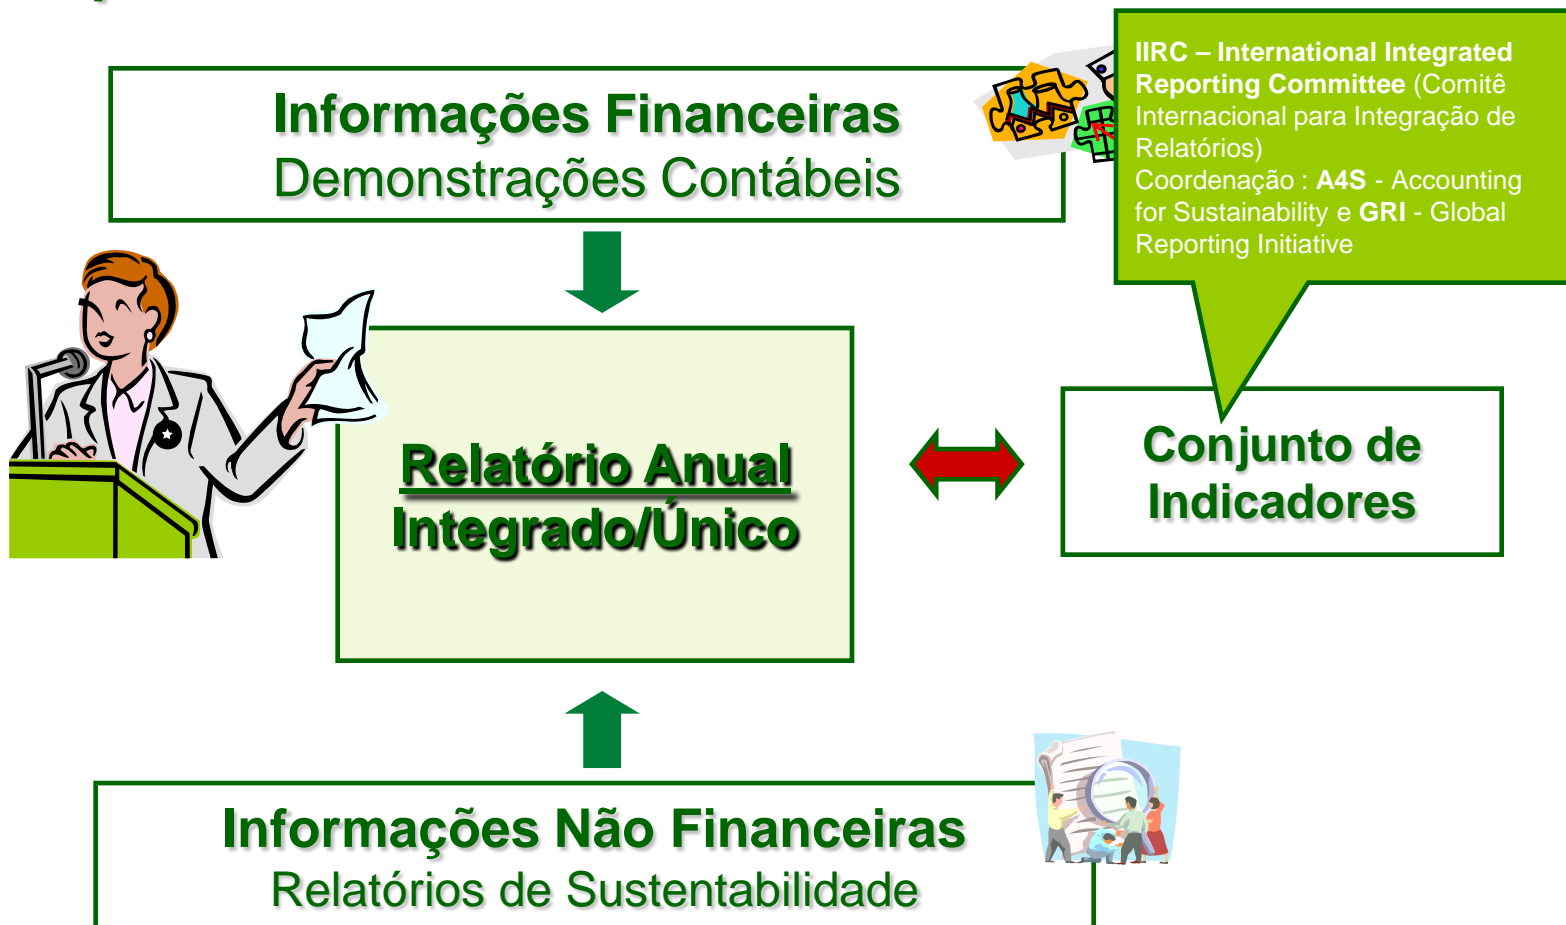 Informações Financeiras
Demonstrações Contábeis
IIRC – International Integrated
Reporting Committee (Comitê
Internacional para Integração de
Relatórios)
Coordenação : A4S - Accounting
for Sustainability e GRI - Global
Reporting Initiative
Relatório Anual
Integrado/Único
Conjunto de
Indicadores
Informações Não Financeiras
Relatórios de Sustentabilidade